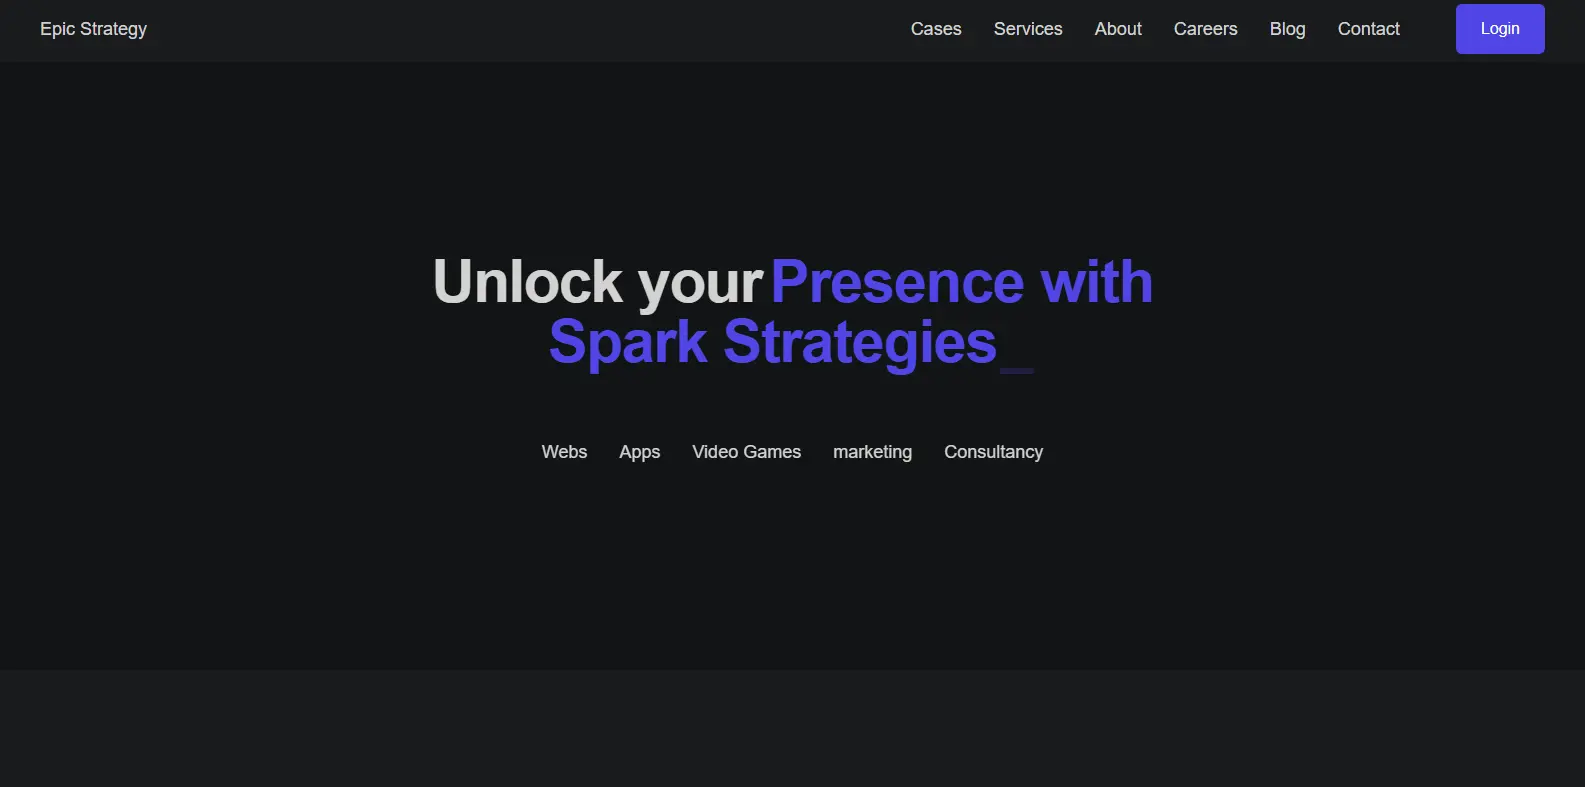 Epic Strategy Cases Services About Careers Blog Contact Login
Unlock your Presence with
Spark Strategies_
Webs Apps Video Games marketing Consultancy